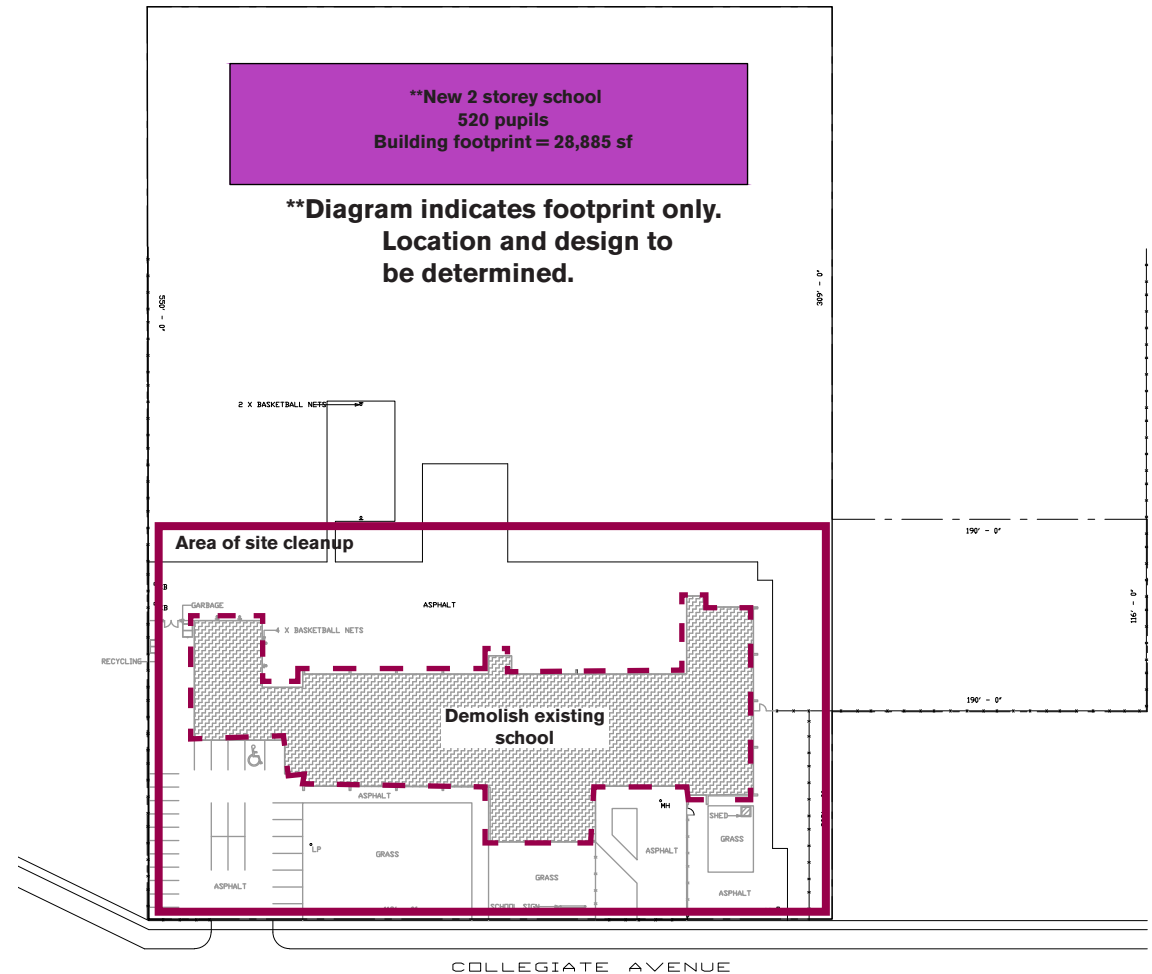 **New 2 storey school
520 pupils
Building footprint = 28,885 sf
**Diagram indicates footprint only.
Location and design to
be determined.
550' - 0"
309' - 0"
2 X BASKETBALL NETS
190' - 0"
Area of site cleanup
GARBAGE
ASPHALT
4 X BASKETBALL NETS
116' - 0"
RECYCLING
190' - 0"
Demolish existing
school
ASPHALT
MH
SHED
LP
GRASS
ASPHALT
GRASS
GRASS
ASPHALT
ASPHALT
SCHOOL SIGN
COLLEGIATE AVENUE